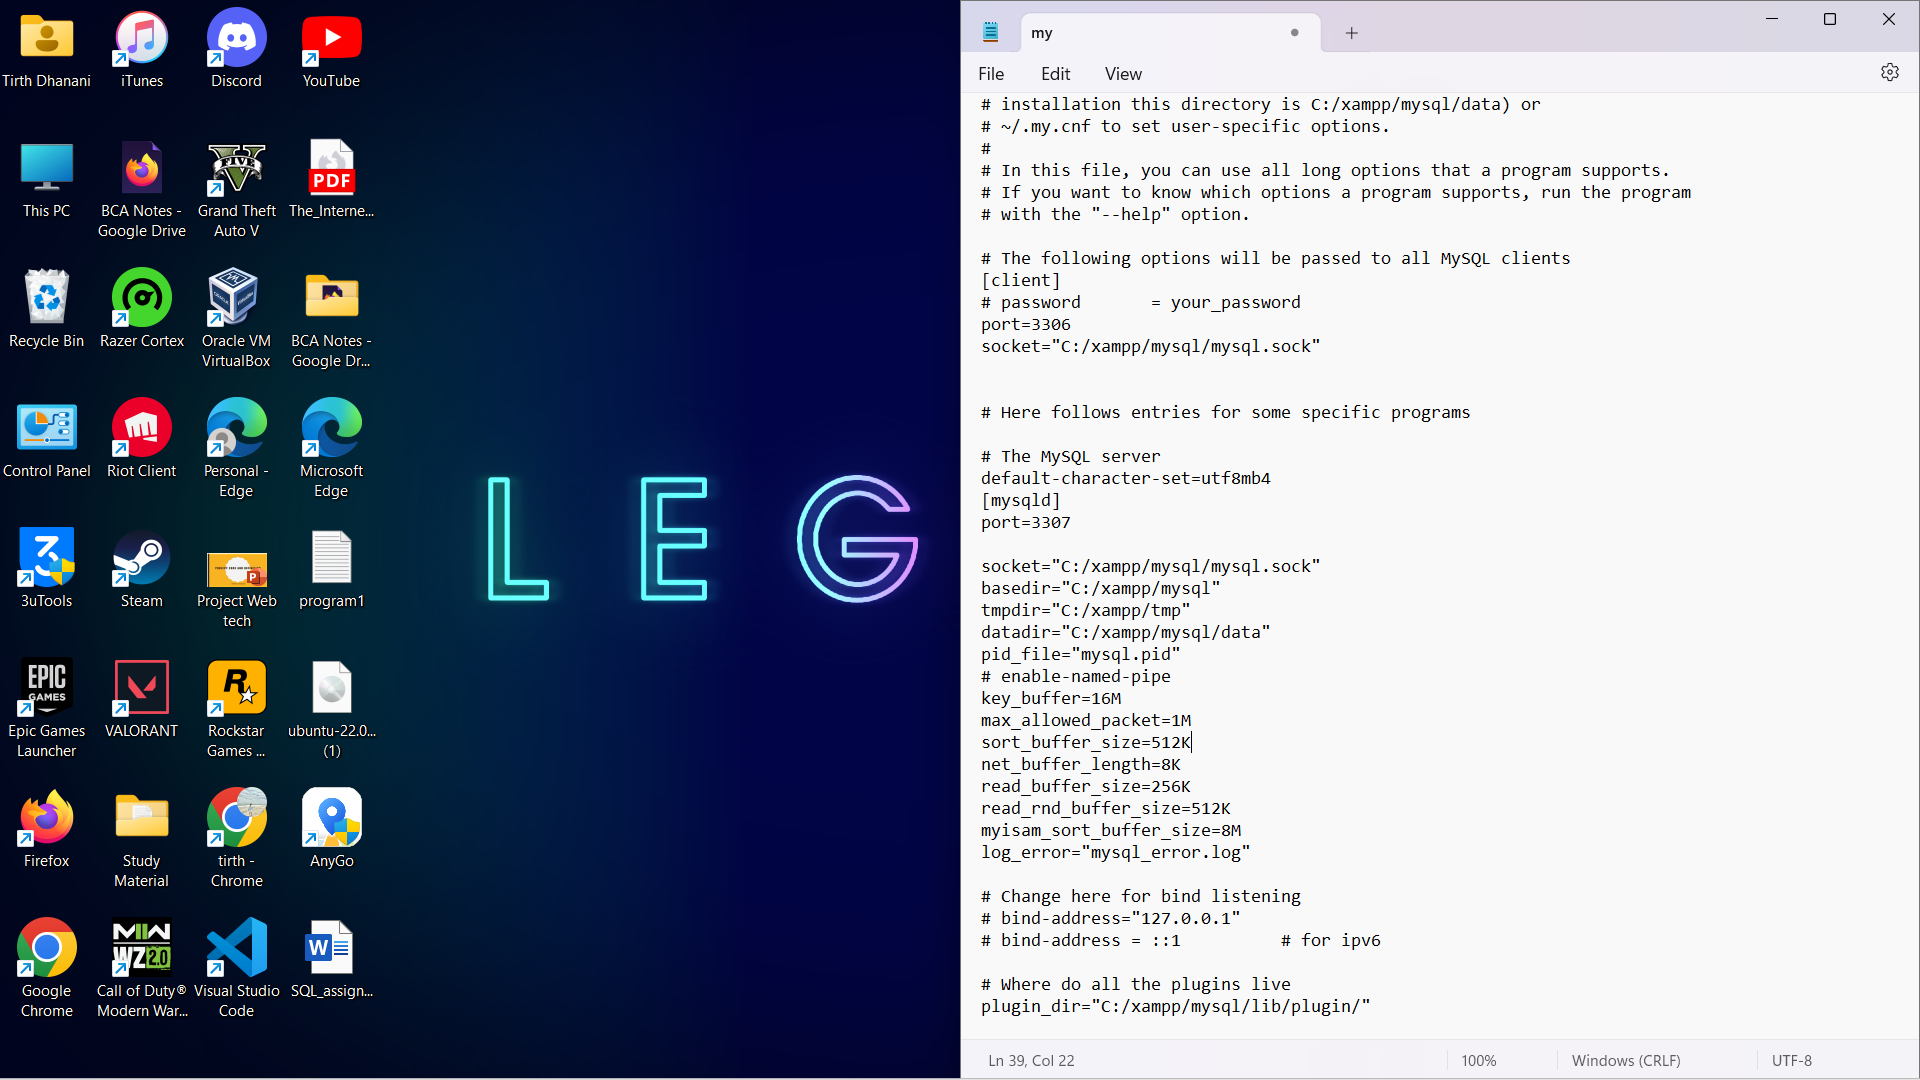 Tirth Dhanani
iTunes
Discord
YouTube
This PC
BCA Notes -
Google Drive
FIVE
Grand Theft
Auto V
PDF
The_Interne...
Recycle Bin
Razer Cortex
VM
Oracle VM
VirtualBox
BCA Notes -
Google Dr...
Control Panel
Riot Client
Personal -
Edge
Microsoft
Edge
3
3uTools
Steam
P
Project Web
tech
program1
EPIC
GAMES
Epic Games
Launcher
VALORANT
R
Rockstar
Games ...
ubuntu-22.0...
(1)
Firefox
Study
Material
tirth -
Chrome
AnyGo
Google
Chrome
MW
WZ 2.0
Call of Duty®
Modern War...
Visual Studio
Code
W
SQL_assign...
L E G
my
File Edit View
# installation this directory is C:/xampp/mysql/data) or
# ~/.my.cnf to set user-specific options.
#
# In this file, you can use all long options that a program supports.
# If you want to know which options a program supports, run the program
# with the "--help" option.
# The following options will be passed to all MySQL clients
[client]
# password       = your_password
port=3306
socket="C:/xampp/mysql/mysql.sock"
# Here follows entries for some specific programs
# The MySQL server
default-character-set=utf8mb4
[mysqld]
port=3307
socket="C:/xampp/mysql/mysql.sock"
basedir="C:/xampp/mysql"
tmpdir="C:/xampp/tmp"
datadir="C:/xampp/mysql/data"
pid_file="mysql.pid"
# enable-named-pipe
key_buffer=16M
max_allowed_packet=1M
sort_buffer_size=512K
net_buffer_length=8K
read_buffer_size=256K
read_rnd_buffer_size=512K
myisam_sort_buffer_size=8M
log_error="mysql_error.log"
# Change here for bind listening
# bind-address="127.0.0.1"
# bind-address = ::1          # for ipv6
# Where do all the plugins live
plugin_dir="C:/xampp/mysql/lib/plugin/"
Ln 39, Col 22
100%
Windows (CRLF)
UTF-8